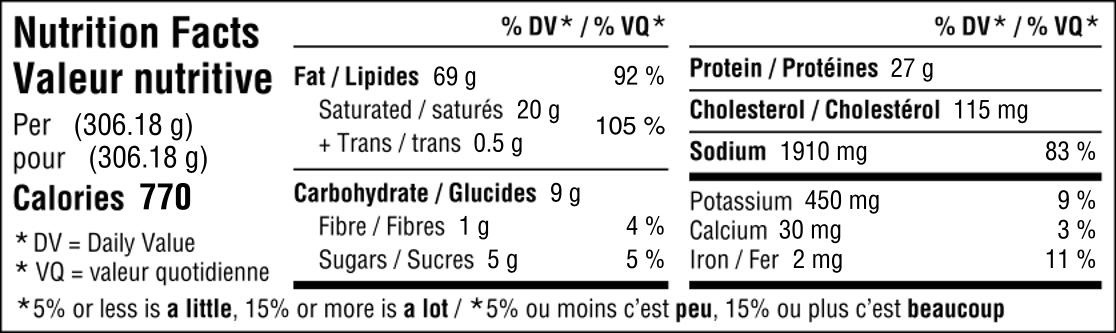 Nutrition Facts
Valeur nutritive
Per (306.18 g)
pour (306.18 g)
Calories 770
* DV = Daily Value
* VQ = valeur quotidienne
% DV* / % VQ*
Fat / Lipides 69 g 92 %
Saturated / saturés 20 g
+ Trans / trans 0.5 g
105 %
Carbohydrate / Glucides 9 g
Fibre / Fibres 1 g 4 %
Sugars / Sucres 5 g 5 %
% DV* / % VQ*
Protein / Protéines 27 g
Cholesterol / Cholestérol 115 mg
Sodium 1910 mg 83 %
Potassium 450 mg 9 %
Calcium 30 mg 3 %
Iron / Fer 2 mg 11 %
*5% or less is a little, 15% or more is a lot / *5% ou moins c'est peu, 15% ou plus c'est beaucoup